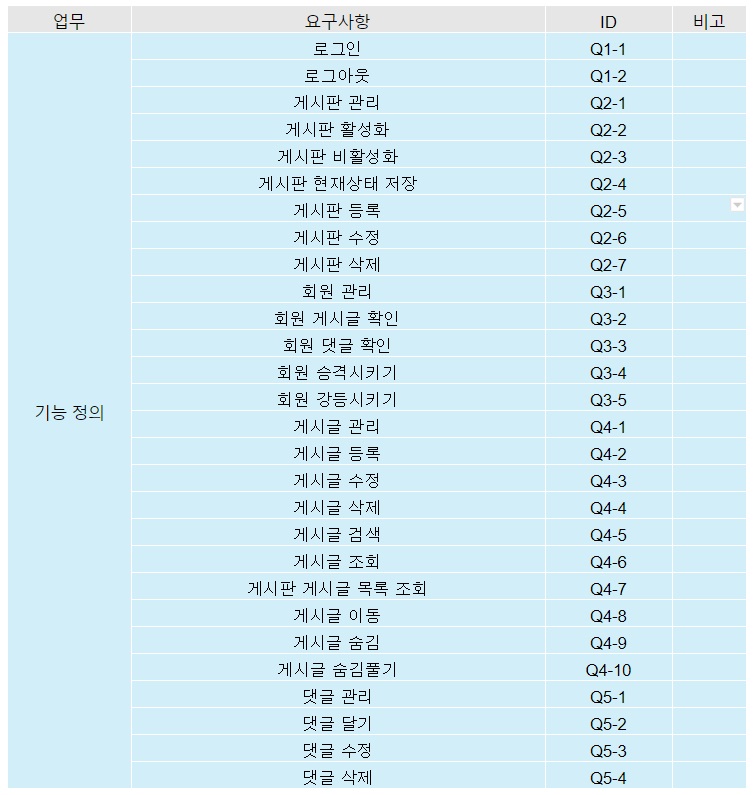 업무 요구사항 ID 비고
로그인 Q1-1
로그아웃 Q1-2
게시판 관리 Q2-1
게시판 활성화 Q2-2
게시판 비활성화 Q2-3
게시판 현재상태 저장 Q2-4
게시판 등록 Q2-5
게시판 수정 Q2-6
게시판 삭제 Q2-7
회원 관리 Q3-1
회원 게시글 확인 Q3-2
회원 댓글 확인 Q3-3
회원 승격시키기 Q3-4
회원 강등시키기 Q3-5
기능 정의
게시글 관리 Q4-1
게시글 등록 Q4-2
게시글 수정 Q4-3
게시글 삭제 Q4-4
게시글 검색 Q4-5
게시글 조회 Q4-6
게시판 게시글 목록 조회 Q4-7
게시글 이동 Q4-8
게시글 숨김 Q4-9
게시글 숨김풀기 Q4-10
댓글 관리 Q5-1
댓글 달기 Q5-2
댓글 수정 Q5-3
댓글 삭제 Q5-4